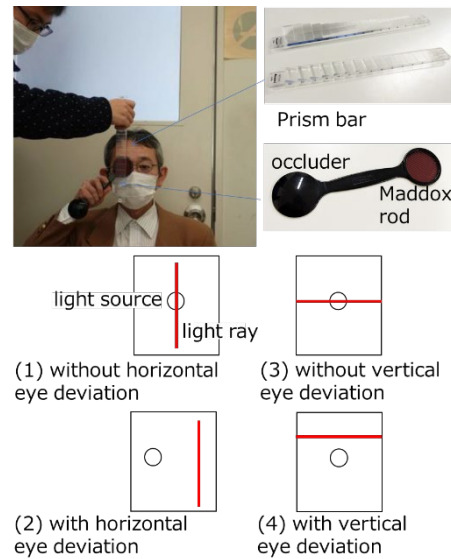 Prism bar
occluder
Maddox
rod
light source
light ray
(1) without horizontal
eye deviation
(3) without vertical
eye deviation
(2) with horizontal
eye deviation
(4) with vertical
eye deviation